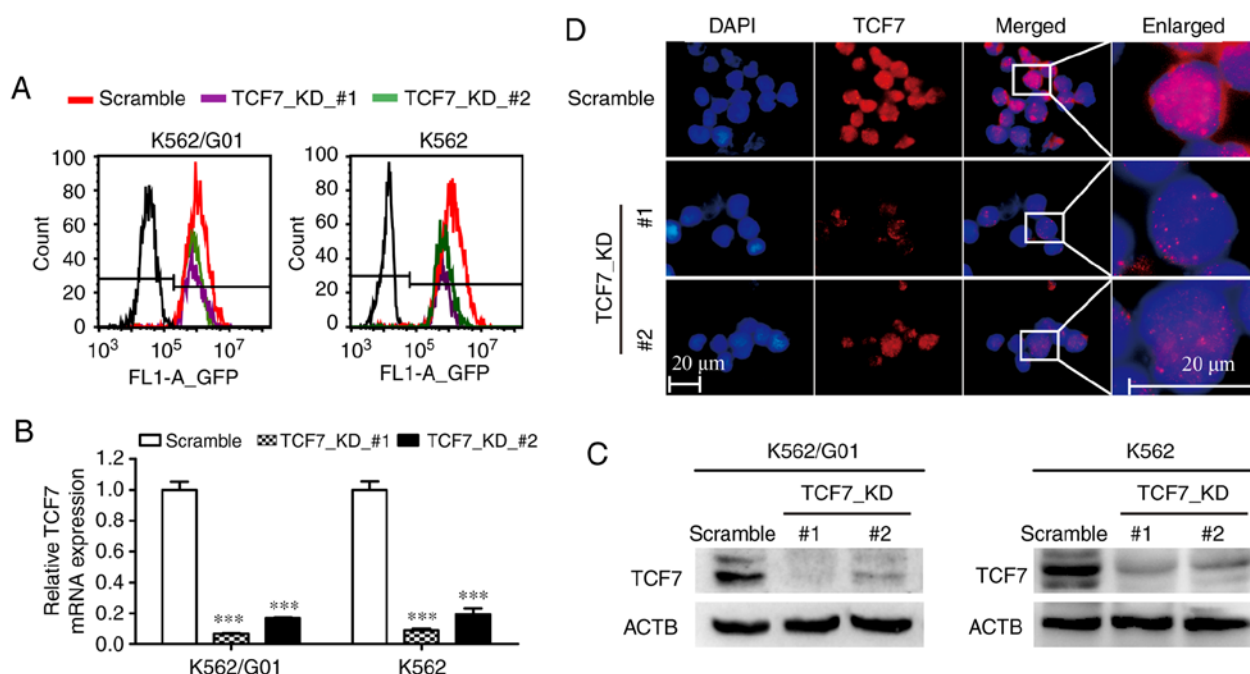 A
Scramble TCF7_KD_#1 TCF7_KD_#2
K562/G01 K562
100
80
60
40
20
0
Count
10³ 10⁵ 10⁷
FL1-A_GFP
100
80
60
40
20
0
Count
10³ 10⁵ 10⁷
FL1-A_GFP
B
Scramble TCF7_KD_#1 TCF7_KD_#2
Relative TCF7
mRNA expression
1.2
1.0
0.8
0.6
0.4
0.2
0.0
*** ***
*** ***
K562/G01 K562
D
DAPI TCF7 Merged Enlarged
Scramble
TCF7_KD
#1
#2
20 μm 20 μm
C
K562/G01
TCF7_KD
Scramble #1 #2
TCF7
ACTB
K562
TCF7_KD
Scramble #1 #2
TCF7
ACTB